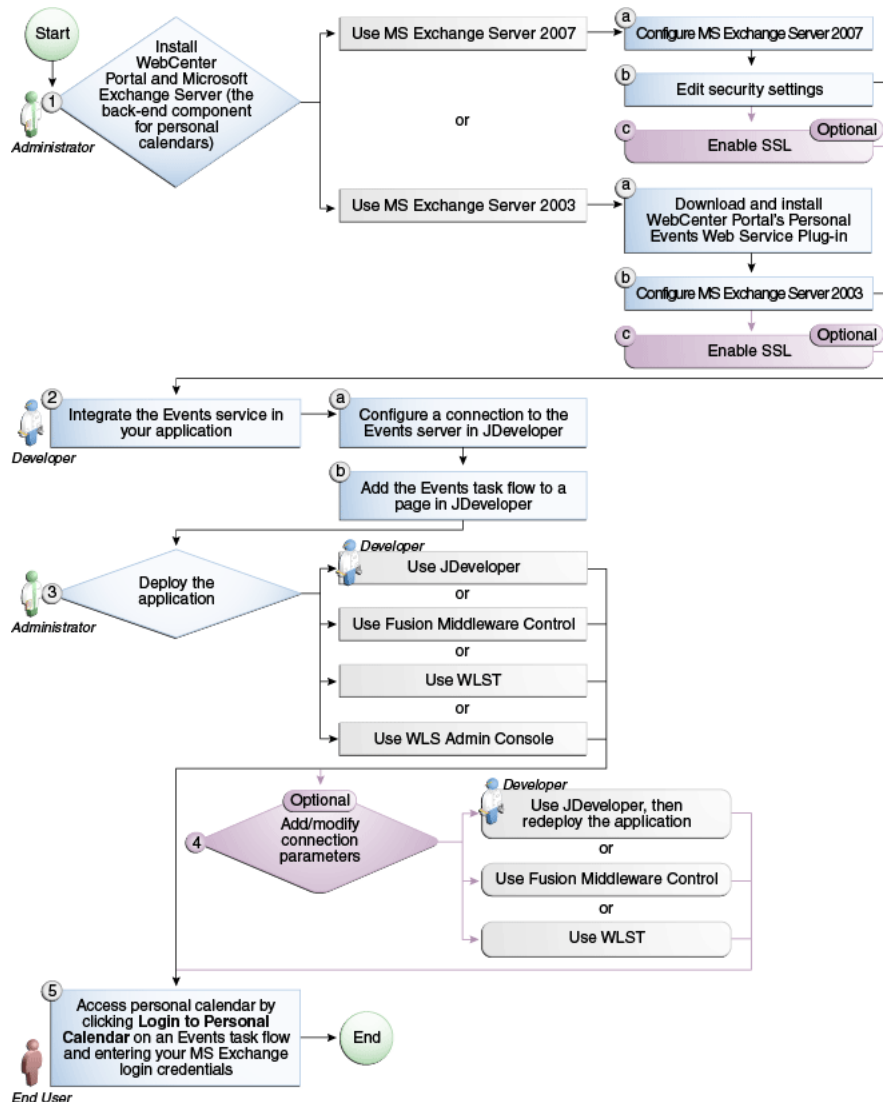 Start
1
Administrator
Install
WebCenter
Portal and Microsoft
Exchange Server (the
back-end component
for personal
calendars)
Use MS Exchange Server 2007
or
Use MS Exchange Server 2003
a
Configure MS Exchange Server 2007
b
Edit security settings
c
Optional
Enable SSL
a
Download and install
WebCenter Portal's Personal
Events Web Service Plug-in
b
Configure MS Exchange Server 2003
c
Optional
Enable SSL
2
Developer
Integrate the Events service in
your application
a
Configure a connection to the
Events server in JDeveloper
b
Add the Events task flow to a
page in JDeveloper
3
Administrator
Deploy the
application
Developer
Use JDeveloper
or
Use Fusion Middleware Control
or
Use WLST
or
Use WLS Admin Console
Optional
4
Add/modify
connection
parameters
Developer
Use JDeveloper, then
redeploy the application
or
Use Fusion Middleware Control
or
Use WLST
5
End User
Access personal calendar by
clicking Login to Personal
Calendar on an Events task flow
and entering your MS Exchange
login credentials
End